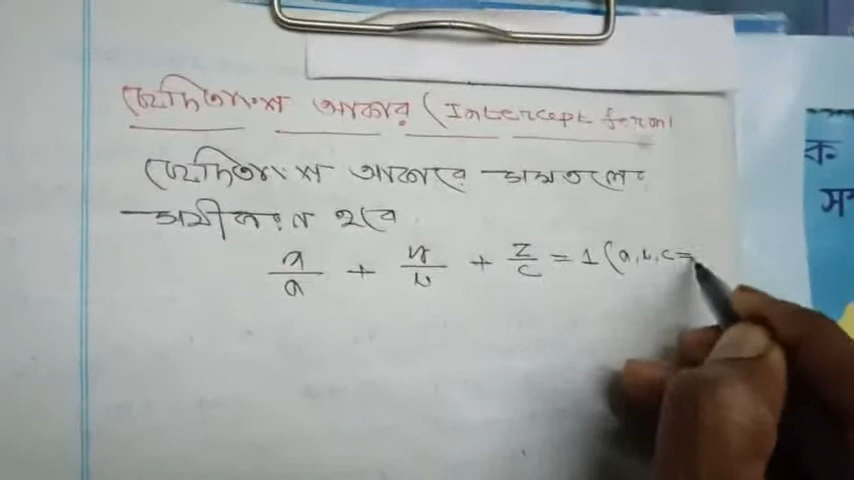 ছেদিতাংশ আকার (Intercept form)
ছেদিতাংশ আকারে সমতলের
সমীকরণ হবে
x/a + y/b + z/c = 1 (a, b, c =
ক